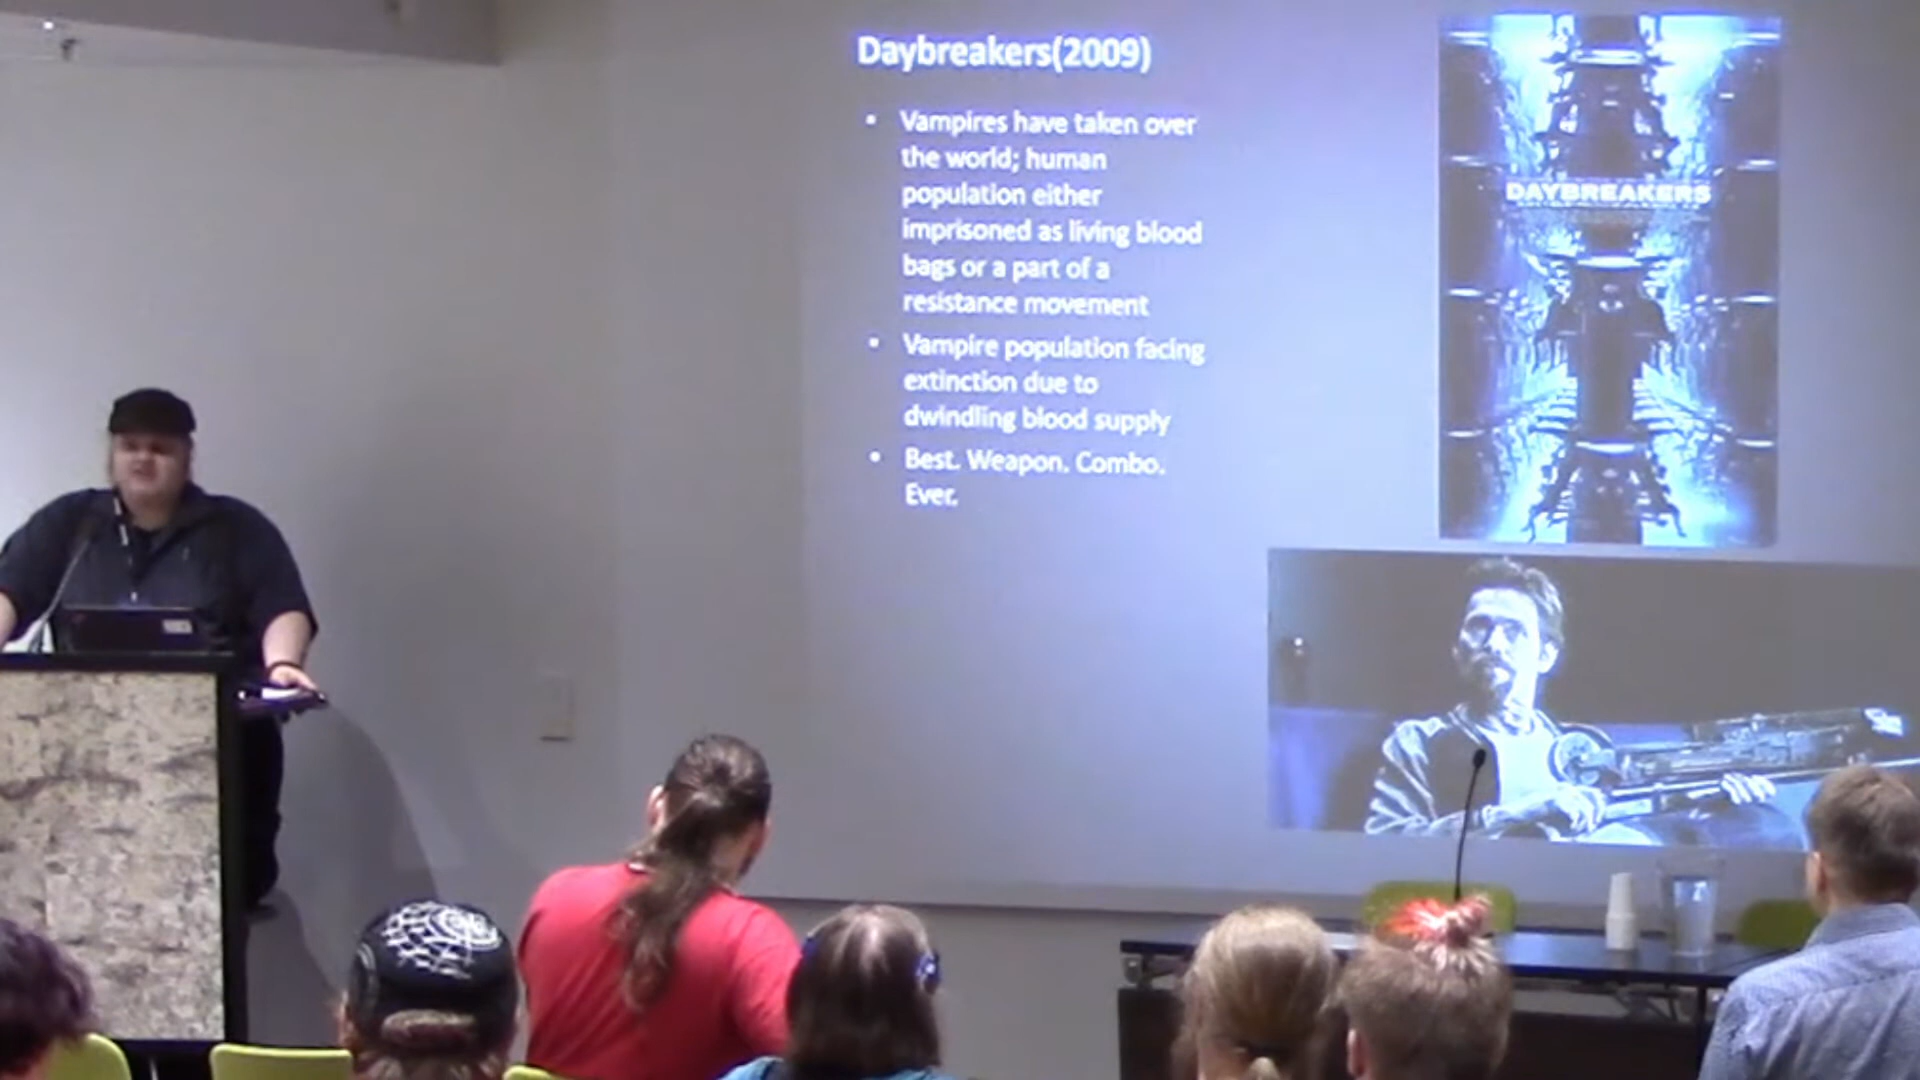 Daybreakers(2009)
• Vampires have taken over
the world; human
population either
imprisoned as living blood
bags or a part of a
resistance movement
• Vampire population facing
extinction due to
dwindling blood supply
• Best. Weapon. Combo.
Ever.
DAYBREAKERS